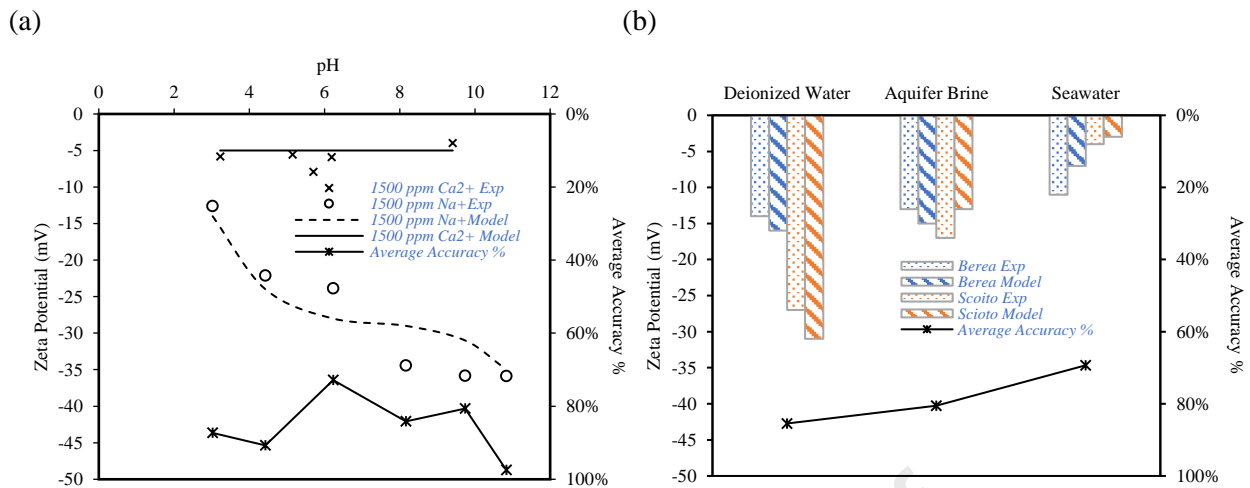 (a)
pH
0 2 4 6 8 10 12
0 0%
-5
-10
-15
-20
-25
-30
-35
-40
-45
-50
20%
40%
60%
80%
100%
Zeta Potential (mV)
Average Accuracy %
1500 ppm Ca2+ Exp
1500 ppm Na+Exp
1500 ppm Na+Model
1500 ppm Ca2+ Model
Average Accuracy %
(b)
Deionized Water Aquifer Brine Seawater
0 0%
-5
-10
-15
-20
-25
-30
-35
-40
-45
-50
20%
40%
60%
80%
100%
Zeta Potential (mV)
Average Accuracy %
Berea Exp
Berea Model
Scoito Exp
Scioto Model
Average Accuracy %